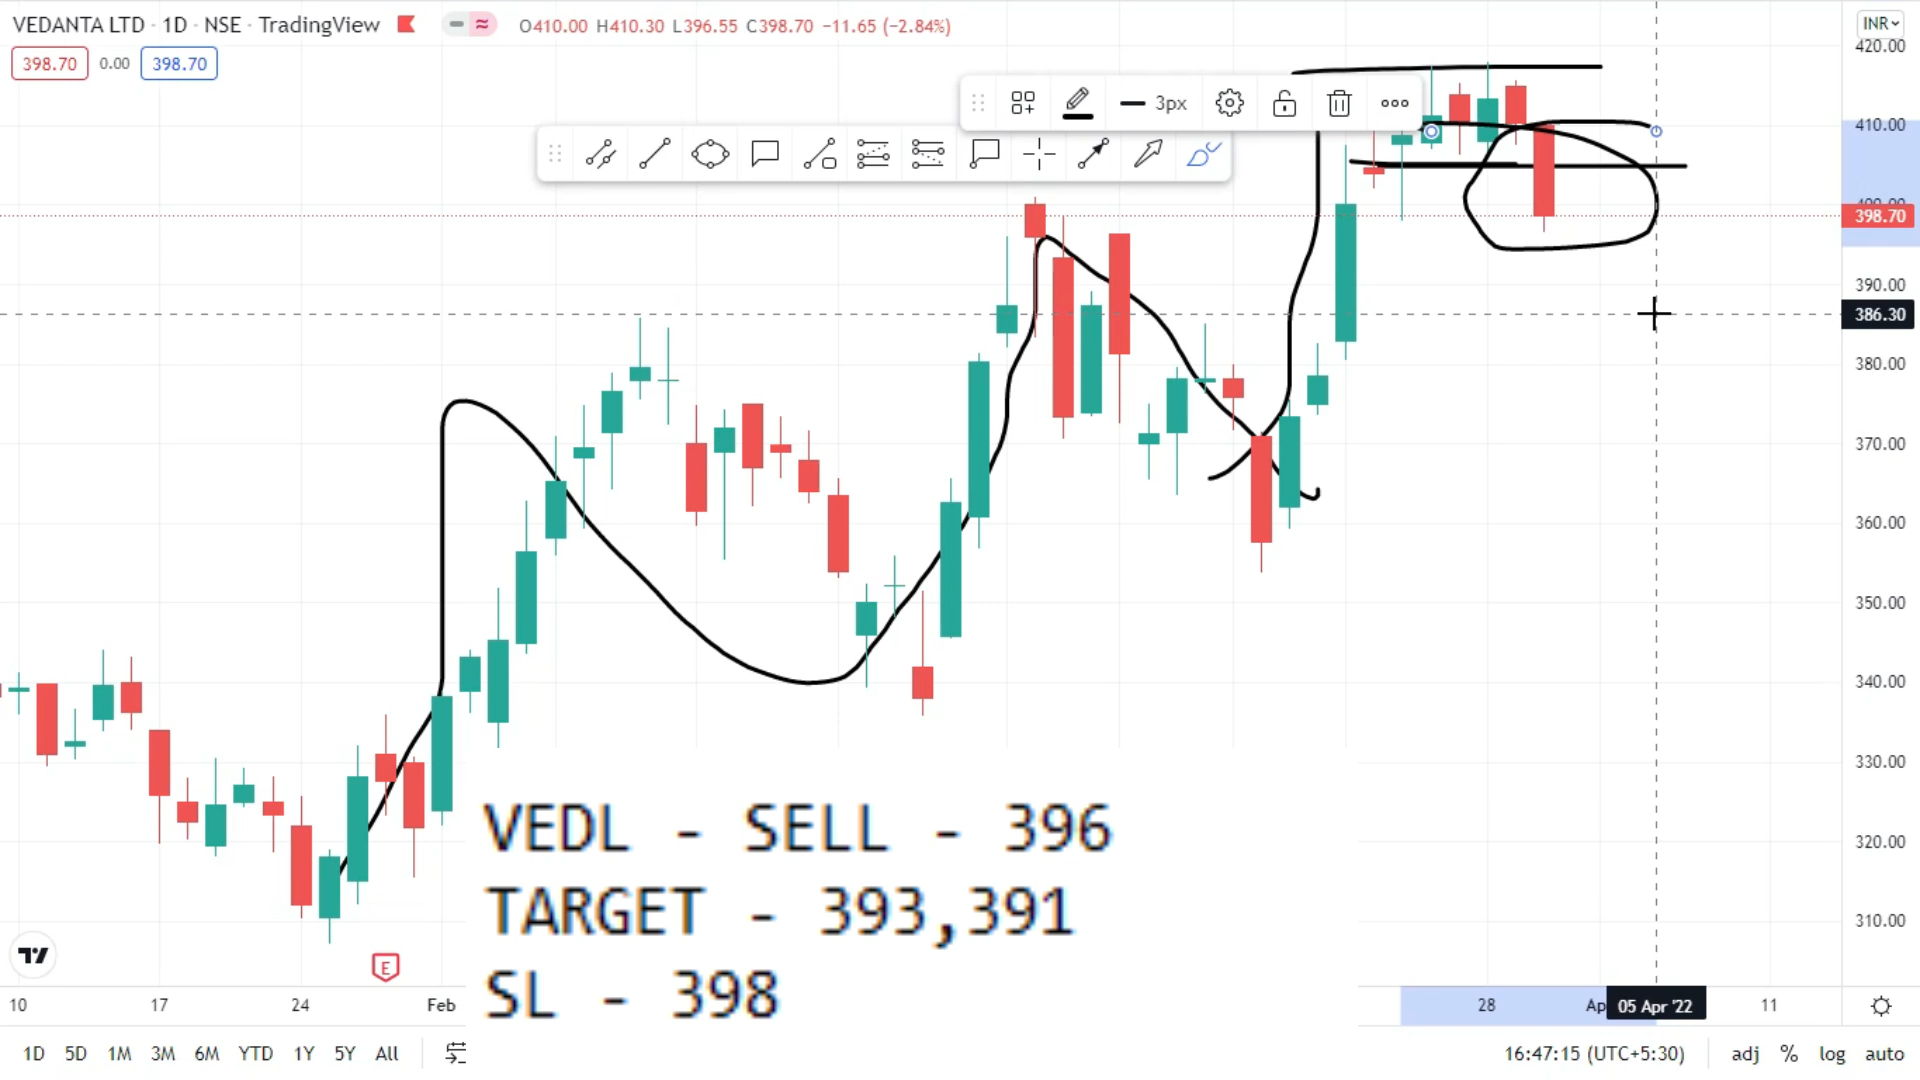 VEDANTA LTD · 1D · NSE · TradingView O410.00 H410.30 L396.55 C398.70 −11.65 (−2.84%) INR
398.70 0.00 398.70
420.00
3px
410.00
400.00
398.70
390.00
386.30
380.00
370.00
360.00
350.00
340.00
330.00
320.00
310.00
VEDL - SELL - 396
TARGET - 393,391
SL - 398
E
10 17 24 Feb 28 Ap 05 Apr '22 11
1D 5D 1M 3M 6M YTD 1Y 5Y All 16:47:15 (UTC+5:30) adj % log auto